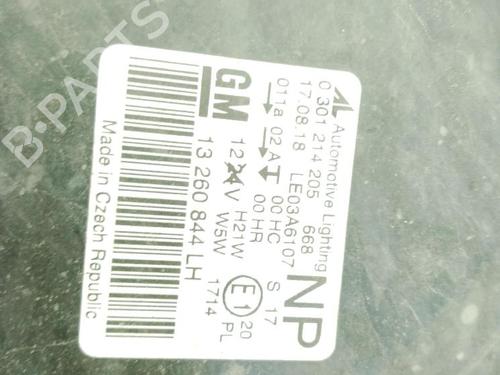 B-PARTS
AL Automotive Lighting
0 301 214 205 668
17.08.18 LE03A6107 NP
011a 02 A 00 HC S 17
00 HR
GM 12 V H21W E1 20
W5W 1714 PL
13 260 844 LH
Made in Czech Republic